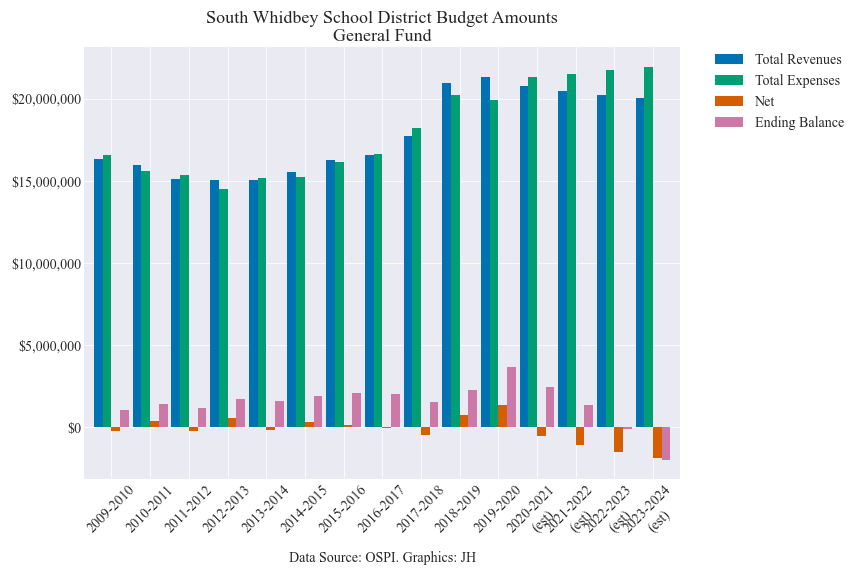 South Whidbey School District Budget Amounts
General Fund
Total Revenues
Total Expenses
Net
Ending Balance
$20,000,000
$15,000,000
$10,000,000
$5,000,000
$0
2009-2010
2010-2011
2011-2012
2012-2013
2013-2014
2014-2015
2015-2016
2016-2017
2017-2018
2018-2019
2019-2020
2020-2021
(est)
2021-2022
(est)
2022-2023
(est)
2023-2024
(est)
Data Source: OSPI. Graphics: JH